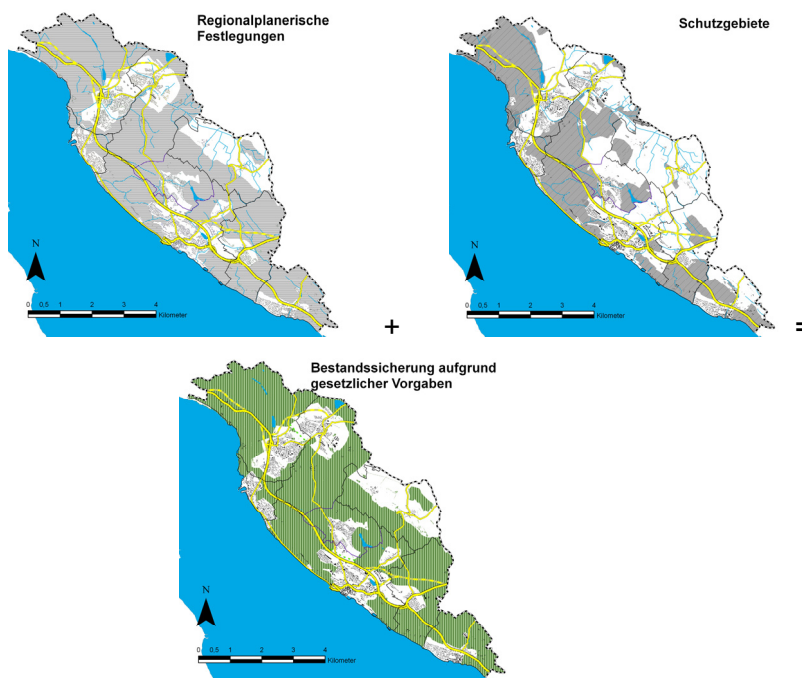 Regionalplanerische
Festlegungen
N
0 0,5 1 2 3 4
Kilometer
+
Schutzgebiete
N
0 0,5 1 2 3 4
Kilometer
=
Bestandssicherung aufgrund
gesetzlicher Vorgaben
N
0 0,5 1 2 3 4
Kilometer